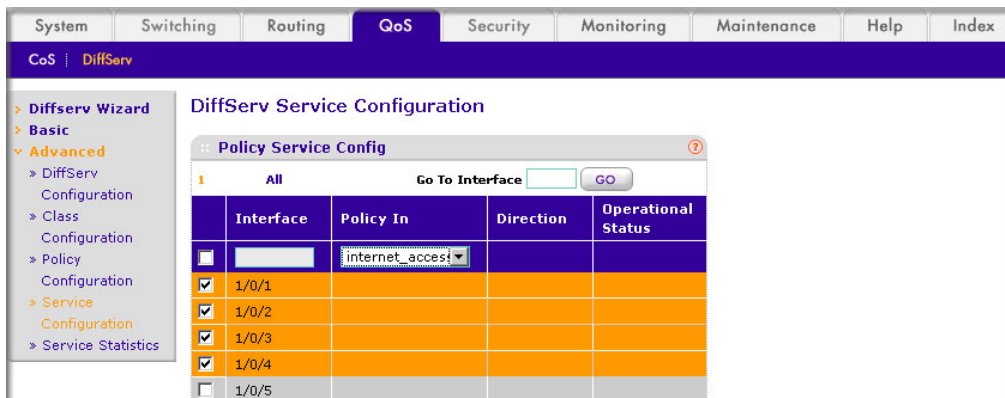 System Switching Routing QoS Security Monitoring Maintenance Help Index
CoS | DiffServ
Diffserv Wizard
Basic
Advanced
» DiffServ
Configuration
» Class
Configuration
» Policy
Configuration
» Service
Configuration
» Service Statistics
DiffServ Service Configuration
Policy Service Config ?
1 All Go To Interface GO
Interface Policy In Direction Operational
Status
internet_access
1/0/1
1/0/2
1/0/3
1/0/4
1/0/5